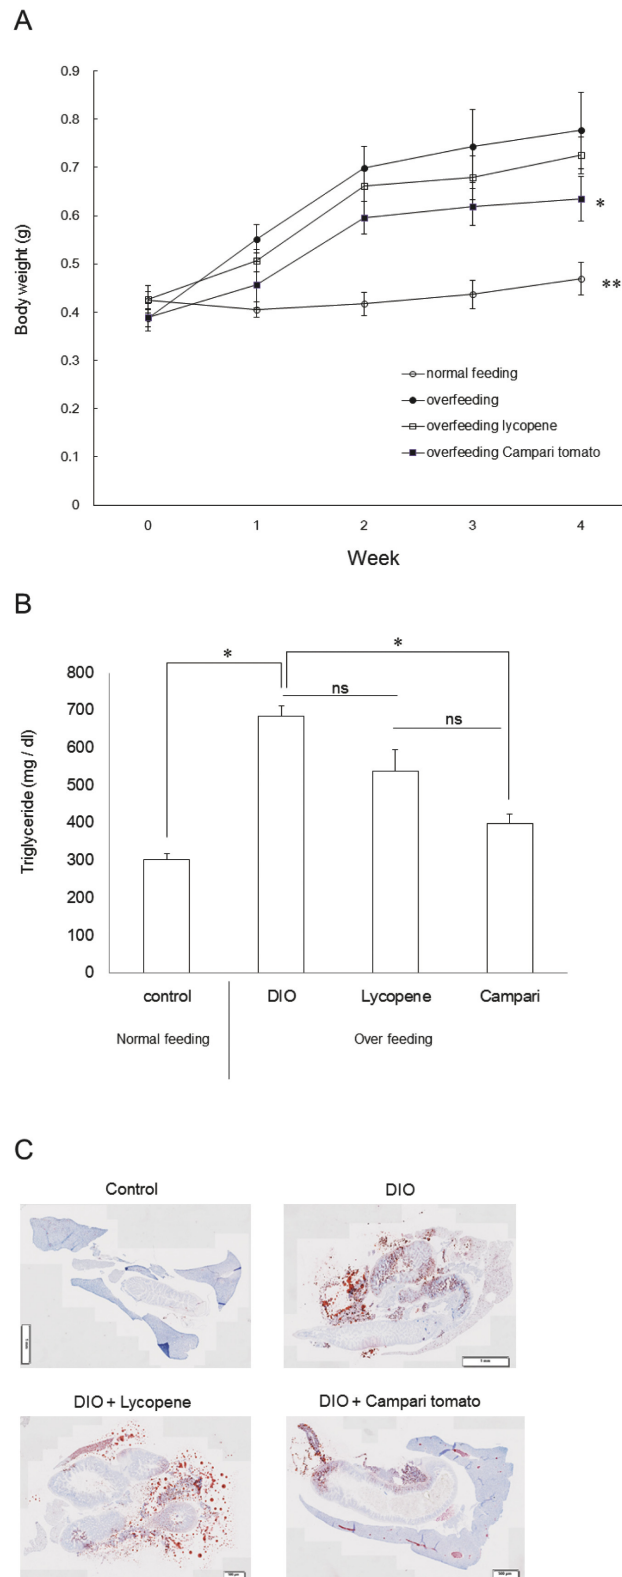 A
0.9
0.8
0.7
0.6
0.5
0.4
0.3
0.2
0.1
0
Body weight (g)
*
**
normal feeding
overfeeding
overfeeding lycopene
overfeeding Campari tomato
0 1 2 3 4
Week
B
* *
ns
ns
800
700
600
500
400
300
200
100
0
Triglyceride (mg / dl)
control DIO Lycopene Campari
Normal feeding Over feeding
C
Control DIO
1 mm
DIO + Lycopene DIO + Campari tomato